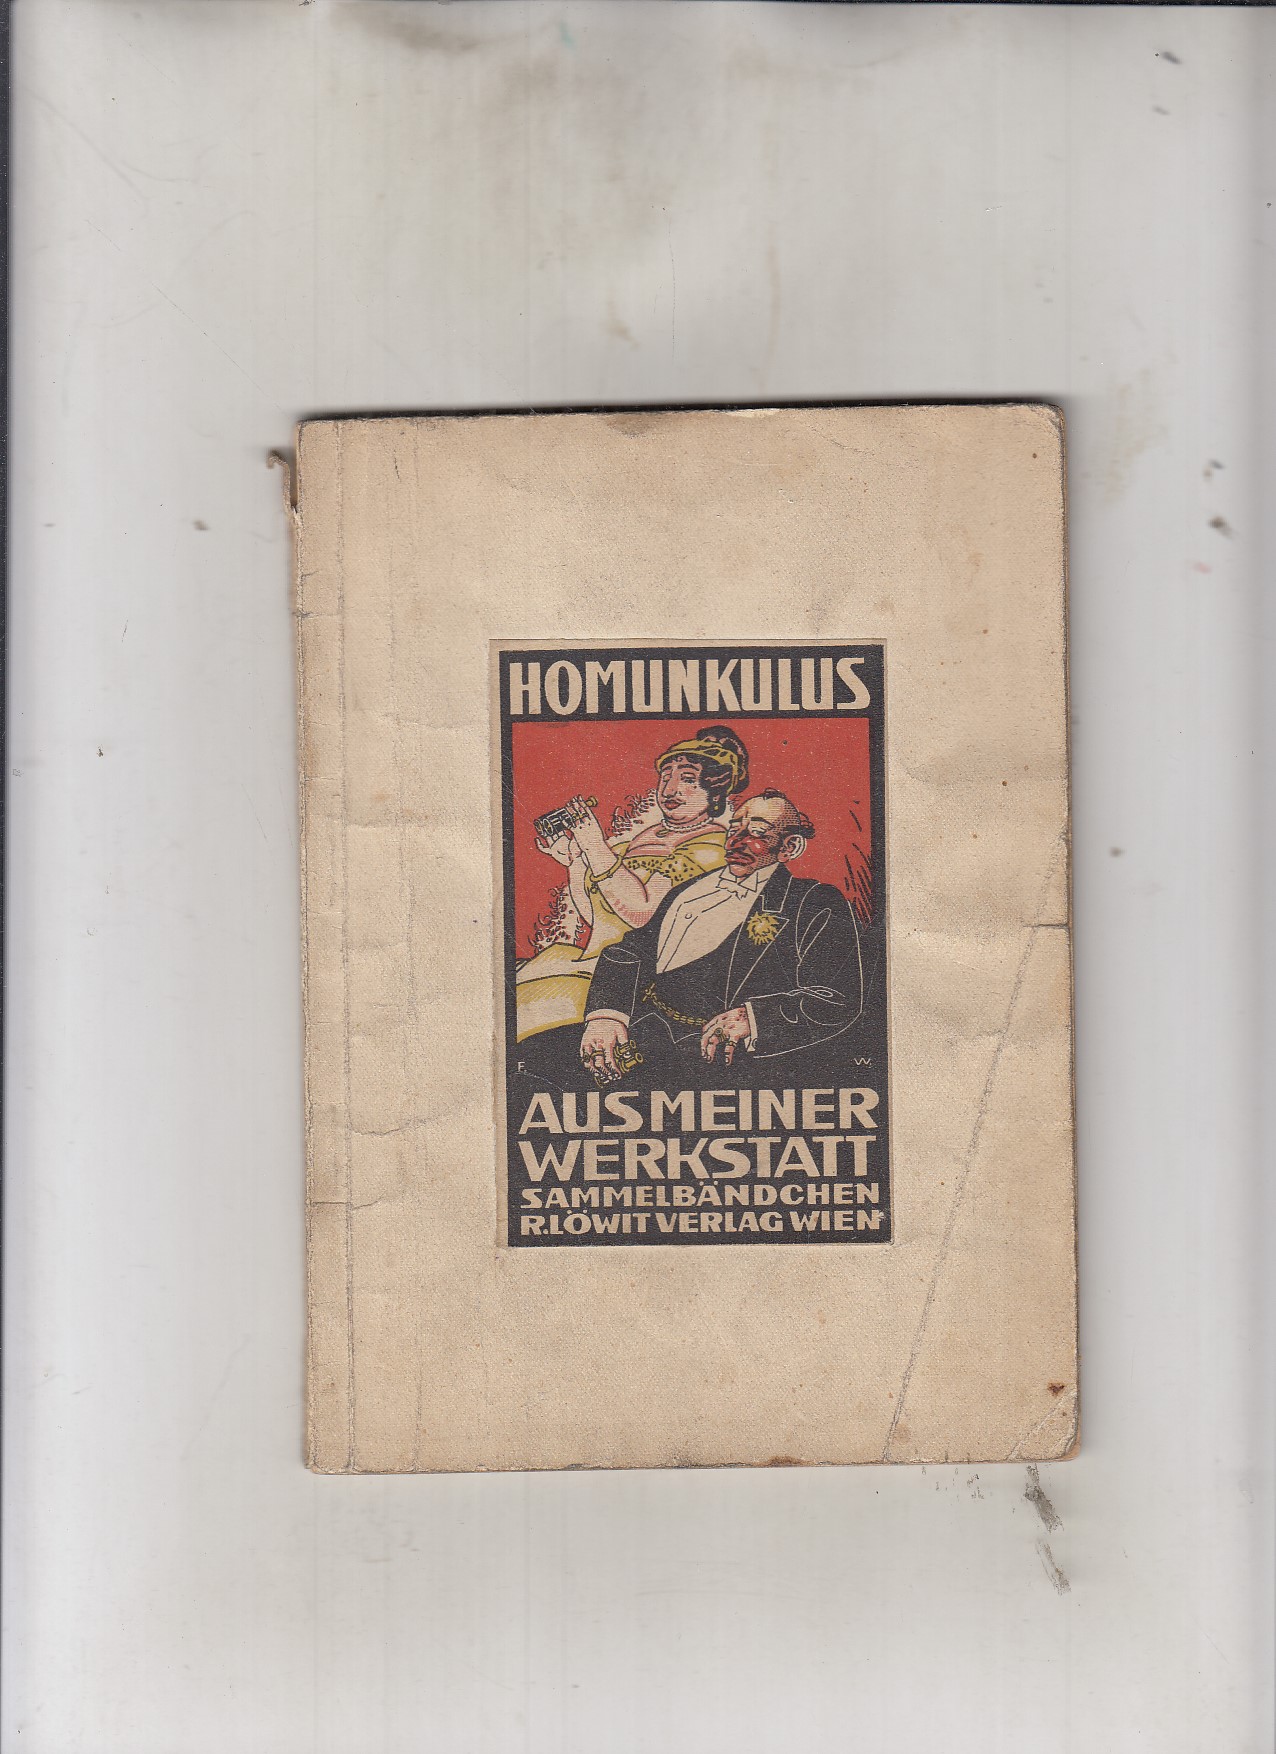 HOMUNKULUS
F. W.
AUS MEINER
WERKSTATT
SAMMELBÄNDCHEN
R. LÖWIT VERLAG WIEN